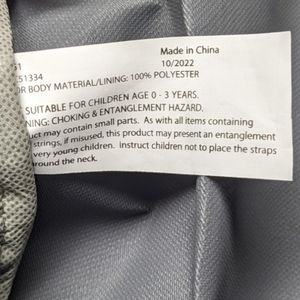 51 Made in China
51334 10/2022
OR BODY MATERIAL/LINING: 100% POLYESTER
SUITABLE FOR CHILDREN AGE 0 - 3 YEARS.
NING: CHOKING & ENTANGLEMENT HAZARD.
uct may contain small parts. As with all items containing
strings, if misused, this product may present an entanglement
very young children. Instruct children not to place the straps
around the neck.